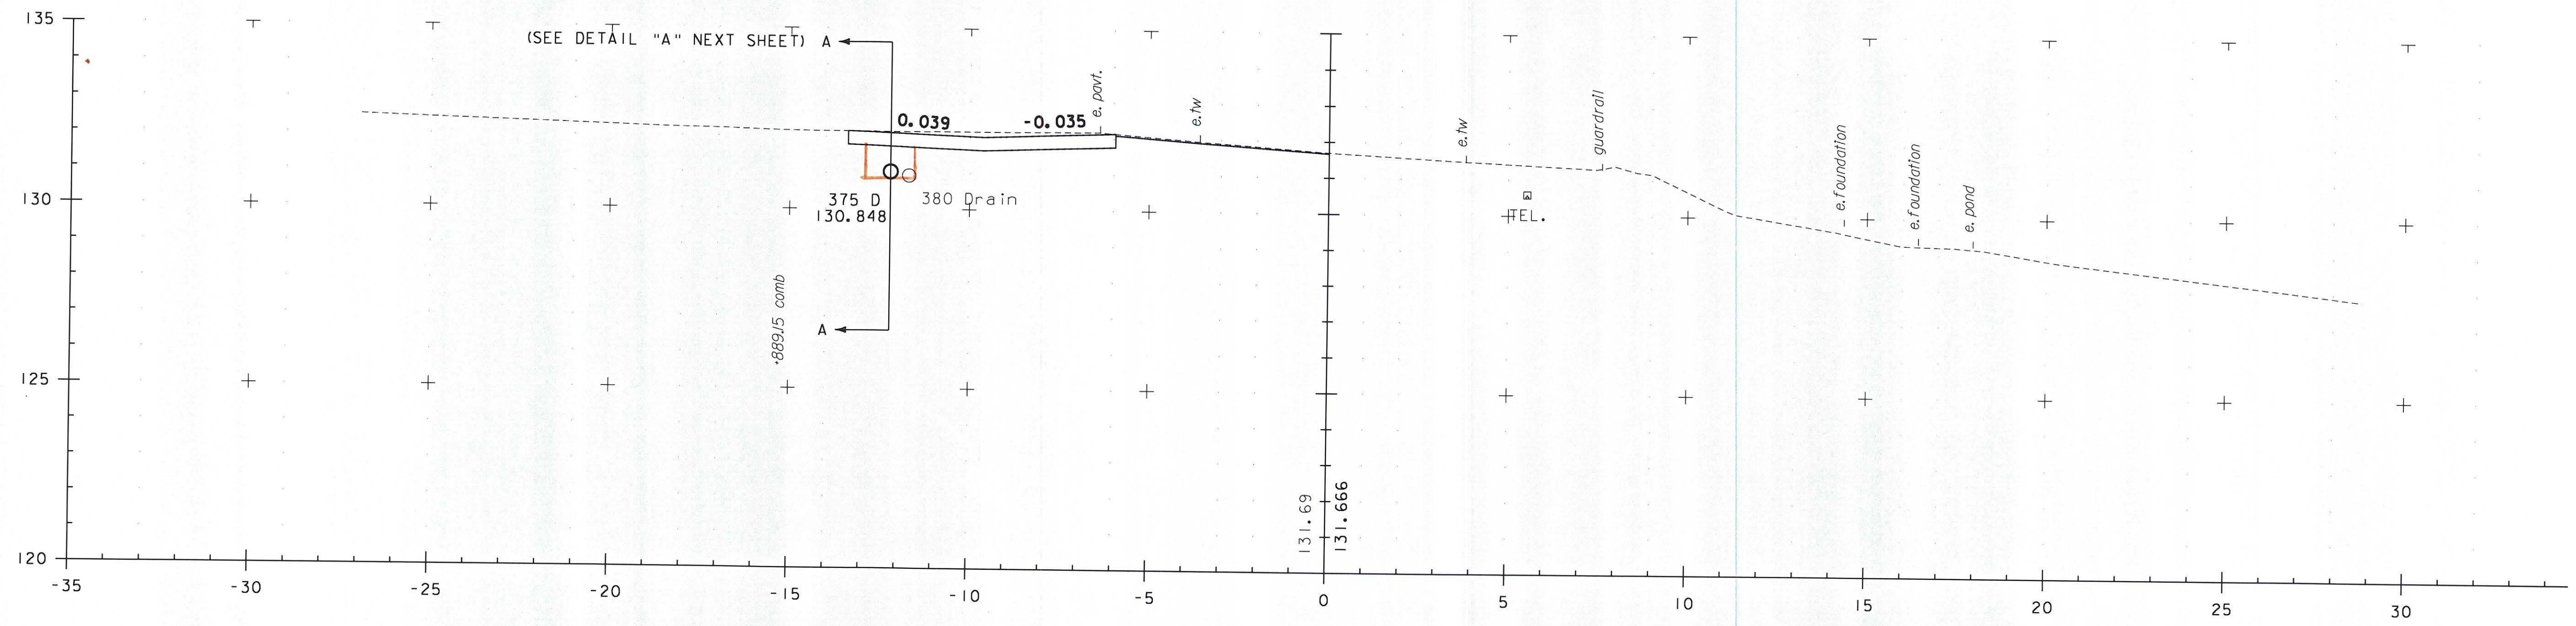 135
(SEE DETAIL "A" NEXT SHEET) A
e. pavt.
e.tw
0.039
-0.035
e.tw
guardrail
e.foundation
e.foundation
e. pond
130
375 D
130.848
380 Drain
TEL.
+889.15 comb
A
125
131.69
131.666
120
-35 -30 -25 -20 -15 -10 -5 0 5 10 15 20 25 30